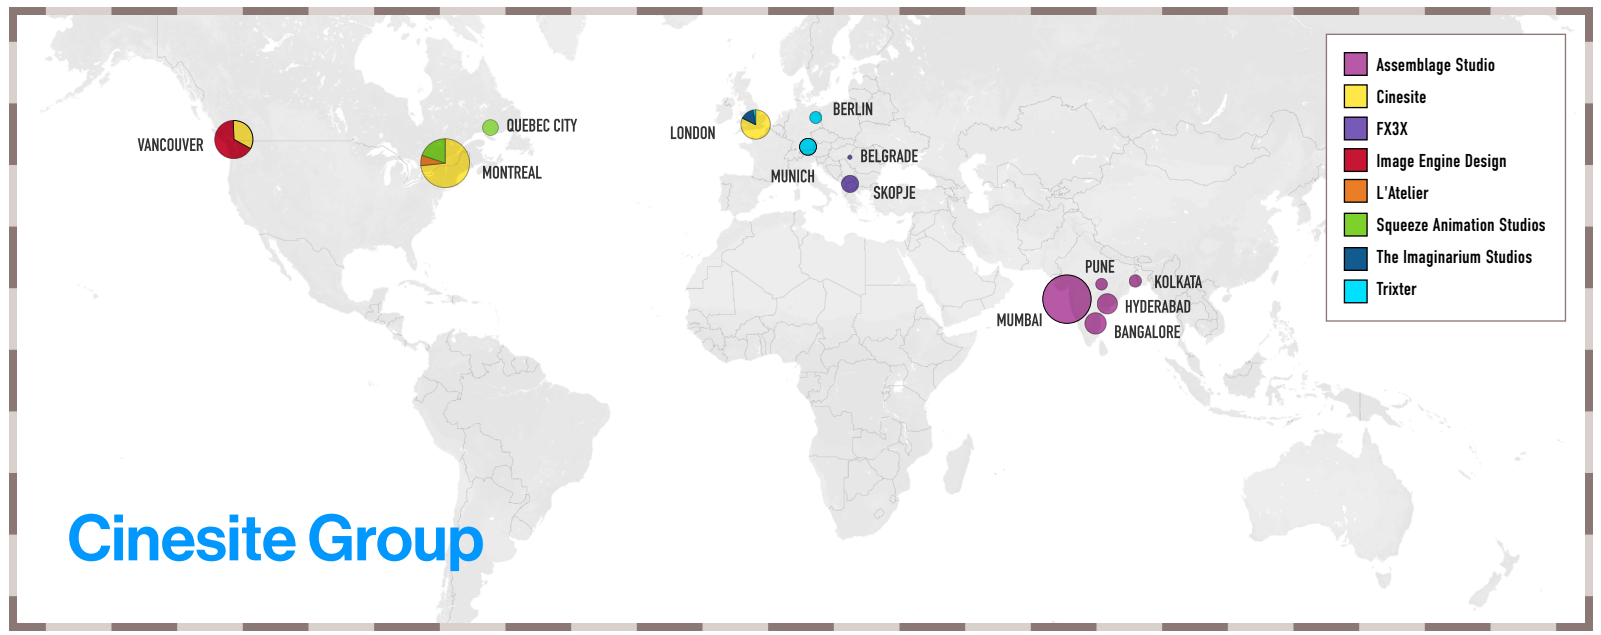 Assemblage Studio
Cinesite
FX3X
Image Engine Design
L'Atelier
Squeeze Animation Studios
The Imaginarium Studios
Trixter
VANCOUVER
QUEBEC CITY
MONTREAL
LONDON
BERLIN
MUNICH
BELGRADE
SKOPJE
PUNE
KOLKATA
HYDERABAD
MUMBAI
BANGALORE
Cinesite Group